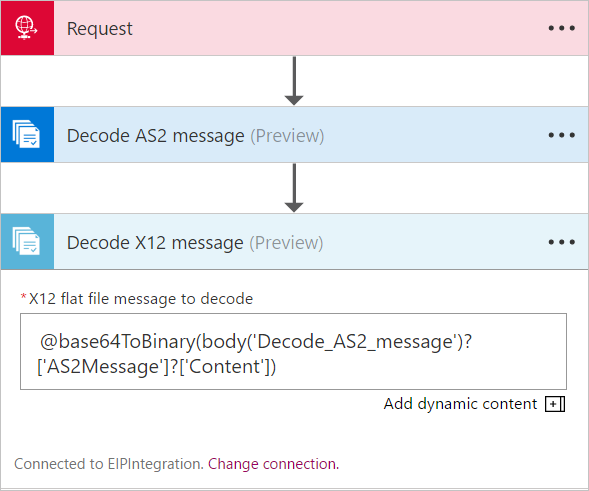 Request
Decode AS2 message (Preview)
Decode X12 message (Preview)
*X12 flat file message to decode
@base64ToBinary(body('Decode_AS2_message')?
['AS2Message']?['Content'])
Add dynamic content
Connected to EIPIntegration. Change connection.